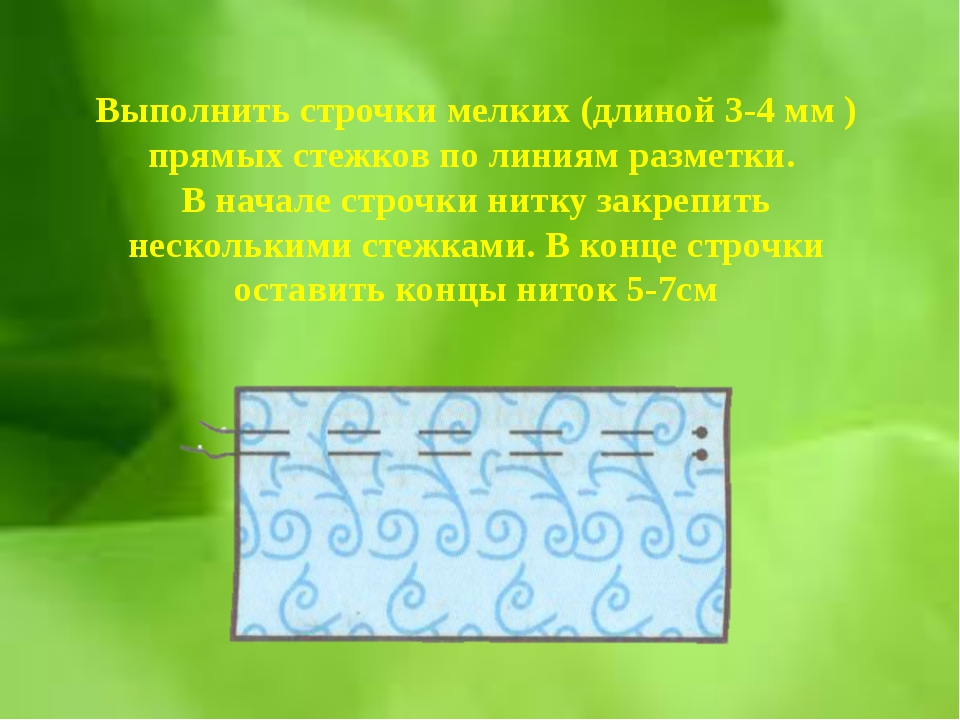 Выполнить строчки мелких (длиной 3-4 мм )
прямых стежков по линиям разметки.
В начале строчки нитку закрепить
несколькими стежками. В конце строчки
оставить концы ниток 5-7см